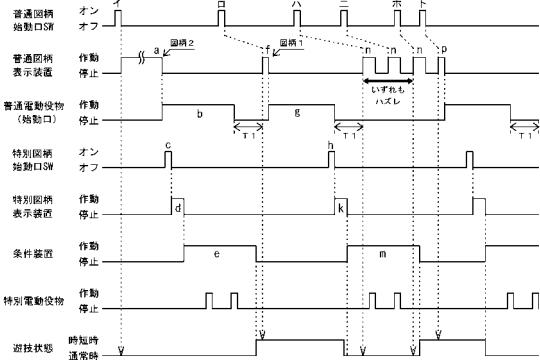 イ ロ ハ ニ ホ ト
普通図柄 オン
始動口SW オフ
図柄2 図柄1
普通図柄 作動 a f n n n p
表示装置 停止
いずれも
ハズレ
普通電動役物 作動 b g
(始動口) 停止
T1 T1 T1
特別図柄 オン c h
始動口SW オフ
特別図柄 作動 d k
表示装置 停止
条件装置 作動 e m
停止
特別電動役物 作動
停止
遊技状態 時短時
通常時